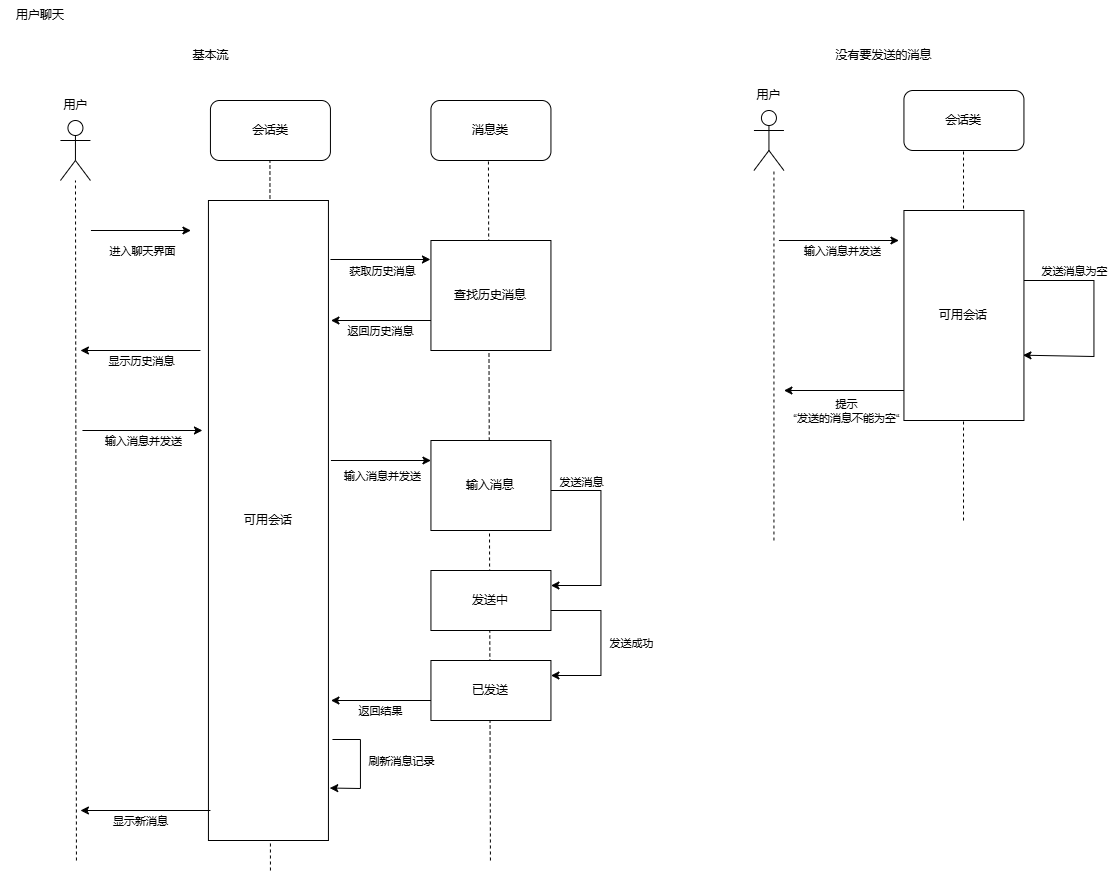 用户聊天
基本流
用户
会话类
消息类
进入聊天界面
获取历史消息
查找历史消息
返回历史消息
显示历史消息
输入消息并发送
输入消息并发送
输入消息
发送消息
可用会话
发送中
发送成功
已发送
返回结果
刷新消息记录
显示新消息
没有要发送的消息
用户
会话类
输入消息并发送
发送消息为空
可用会话
提示
“发送的消息不能为空“